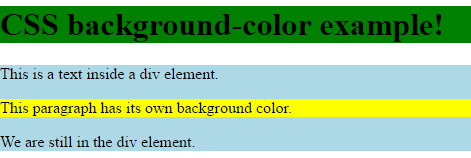 CSS background-color example!
This is a text inside a div element.
This paragraph has its own background color.
We are still in the div element.